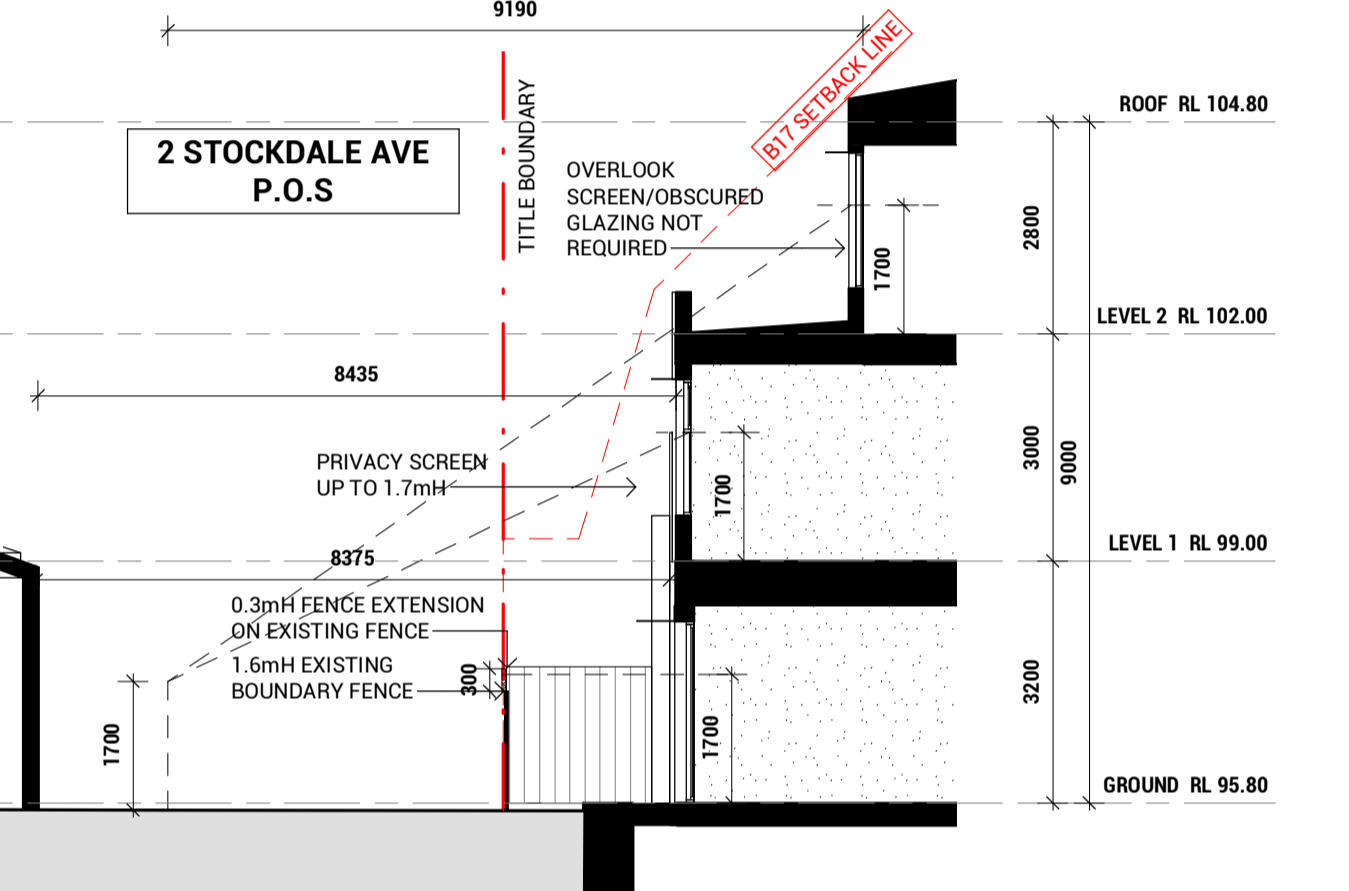 9190
B17 SETBACK LINE
ROOF RL 104.80
2 STOCKDALE AVE
P.O.S
TITLE BOUNDARY
OVERLOOK
SCREEN/OBSCURED
GLAZING NOT
REQUIRED
1700
2800
LEVEL 2 RL 102.00
8435
PRIVACY SCREEN
UP TO 1.7mH
1700
3000
9000
LEVEL 1 RL 99.00
8375
0.3mH FENCE EXTENSION
ON EXISTING FENCE
1.6mH EXISTING
BOUNDARY FENCE
300
1700
1700
3200
GROUND RL 95.80